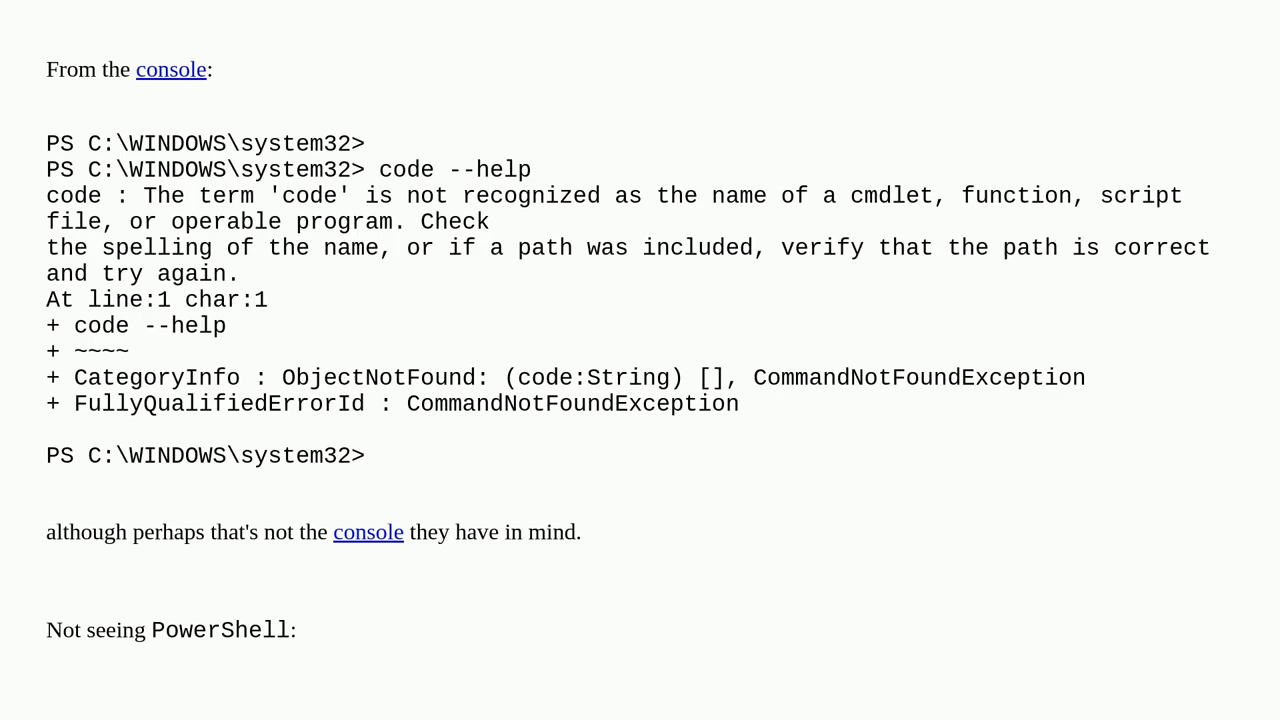 From the console:
PS C:\WINDOWS\system32>
PS C:\WINDOWS\system32> code --help
code : The term 'code' is not recognized as the name of a cmdlet, function, script
file, or operable program. Check
the spelling of the name, or if a path was included, verify that the path is correct
and try again.
At line:1 char:1
+ code --help
+ ~~~~
+ CategoryInfo : ObjectNotFound: (code:String) [], CommandNotFoundException
+ FullyQualifiedErrorId : CommandNotFoundException
PS C:\WINDOWS\system32>
although perhaps that's not the console they have in mind.
Not seeing PowerShell: